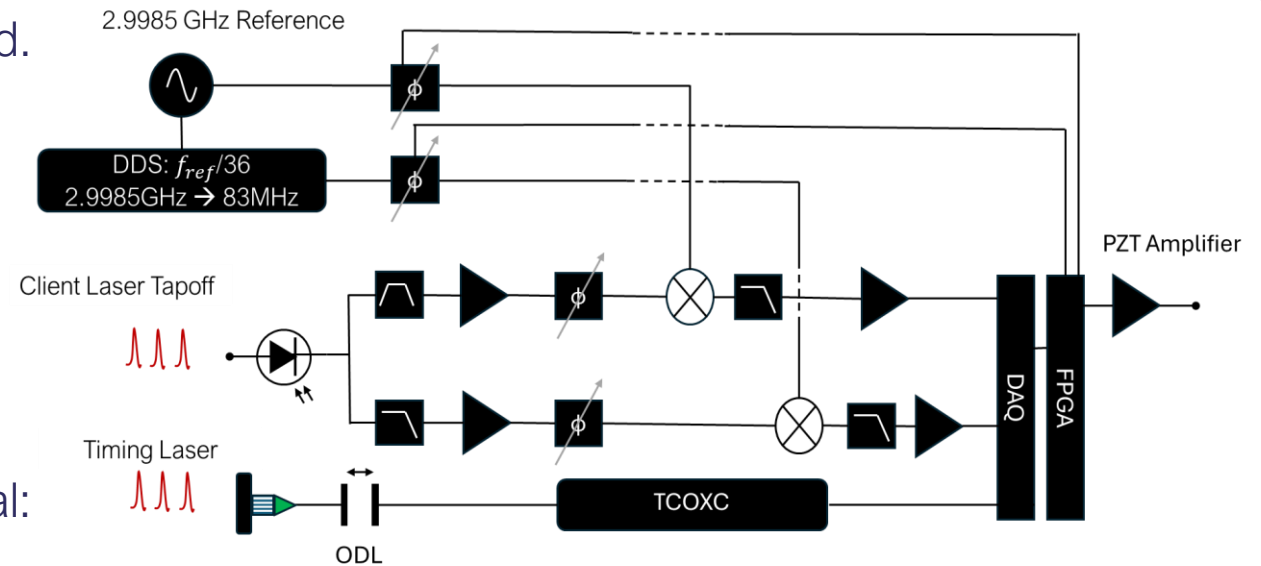 d.
2.9985 GHz Reference
ϕ
DDS: f_ref/36
2.9985GHz → 83MHz
ϕ
PZT Amplifier
Client Laser Tapoff
ϕ
DAQ
FPGA
ϕ
Timing Laser
al:
TCOXC
ODL